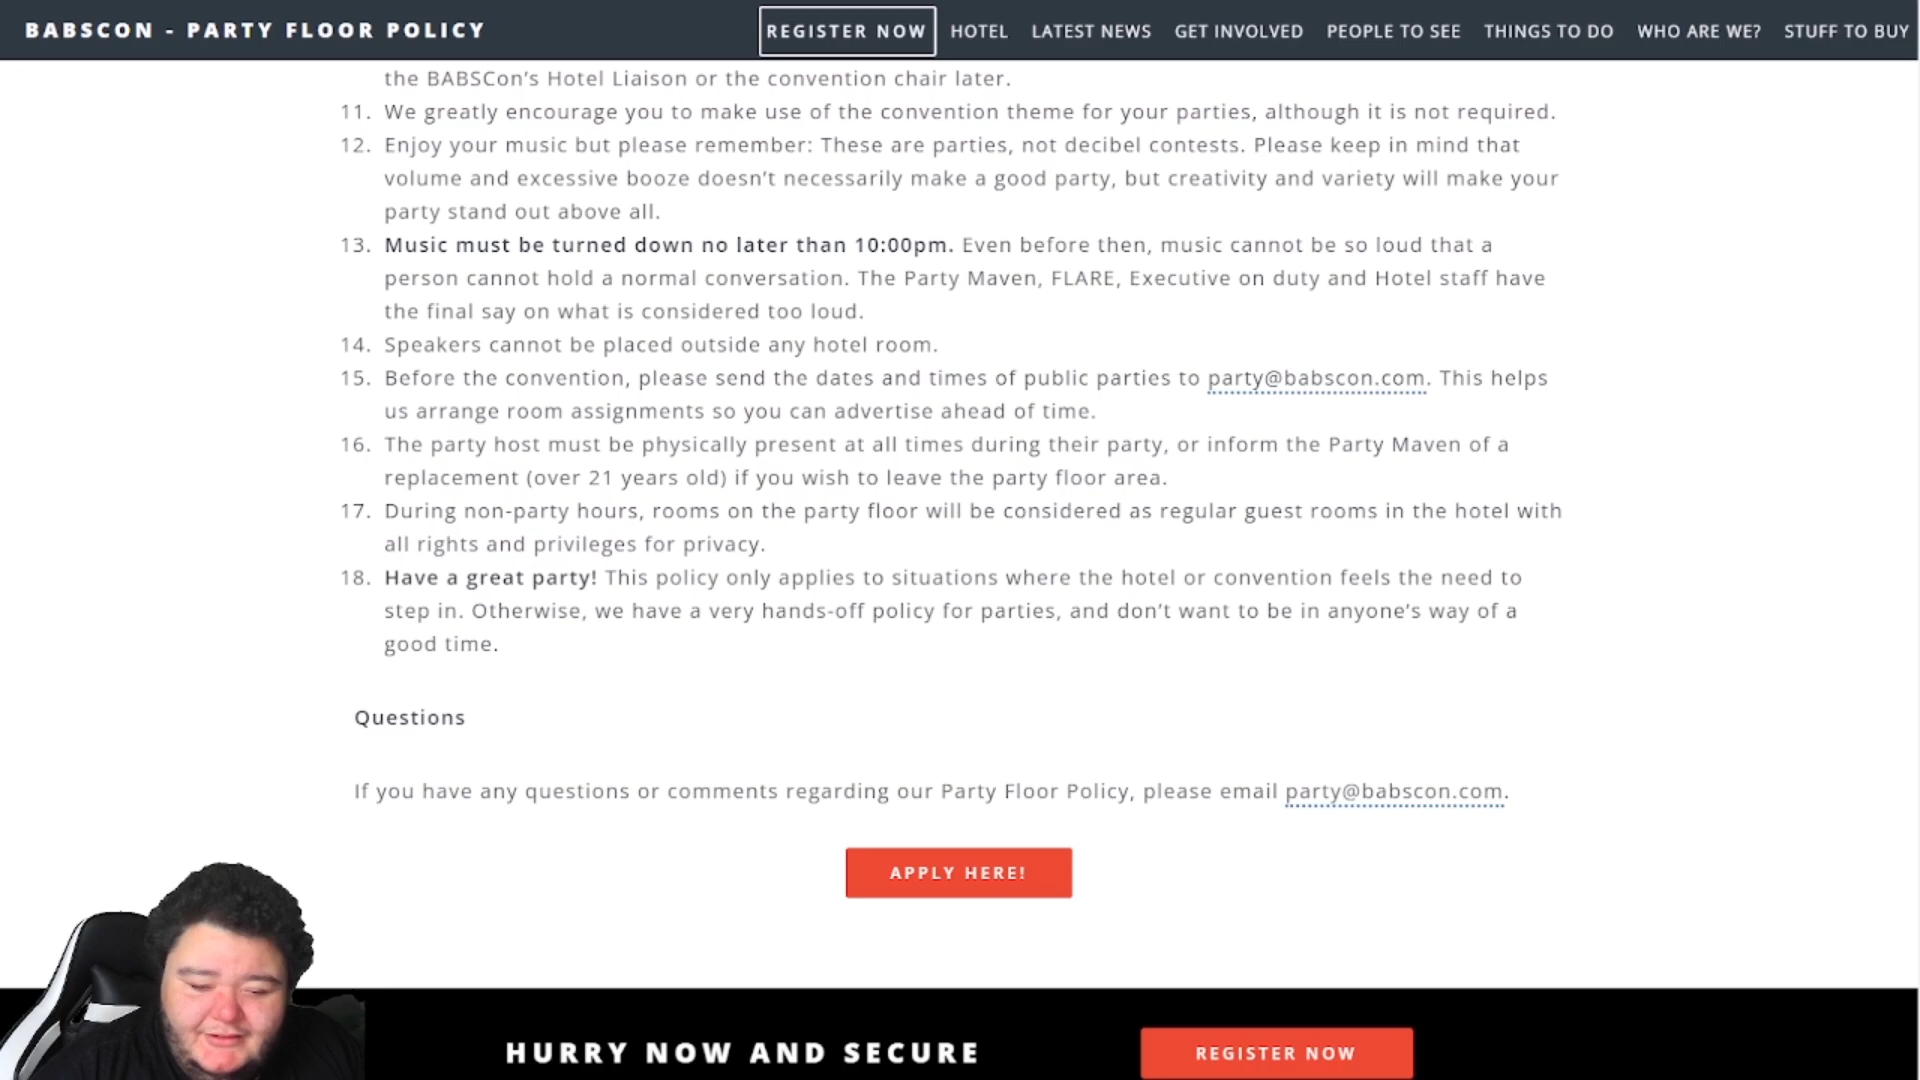 BABSCON - PARTY FLOOR POLICY
REGISTER NOW
HOTEL
LATEST NEWS
GET INVOLVED
PEOPLE TO SEE
THINGS TO DO
WHO ARE WE?
STUFF TO BUY
the BABSCon's Hotel Liaison or the convention chair later.
11. We greatly encourage you to make use of the convention theme for your parties, although it is not required.
12. Enjoy your music but please remember: These are parties, not decibel contests. Please keep in mind that
volume and excessive booze doesn't necessarily make a good party, but creativity and variety will make your
party stand out above all.
13. Music must be turned down no later than 10:00pm. Even before then, music cannot be so loud that a
person cannot hold a normal conversation. The Party Maven, FLARE, Executive on duty and Hotel staff have
the final say on what is considered too loud.
14. Speakers cannot be placed outside any hotel room.
15. Before the convention, please send the dates and times of public parties to party@babscon.com. This helps
us arrange room assignments so you can advertise ahead of time.
16. The party host must be physically present at all times during their party, or inform the Party Maven of a
replacement (over 21 years old) if you wish to leave the party floor area.
17. During non-party hours, rooms on the party floor will be considered as regular guest rooms in the hotel with
all rights and privileges for privacy.
18. Have a great party! This policy only applies to situations where the hotel or convention feels the need to
step in. Otherwise, we have a very hands-off policy for parties, and don't want to be in anyone's way of a
good time.
Questions
If you have any questions or comments regarding our Party Floor Policy, please email party@babscon.com.
APPLY HERE!
HURRY NOW AND SECURE
REGISTER NOW